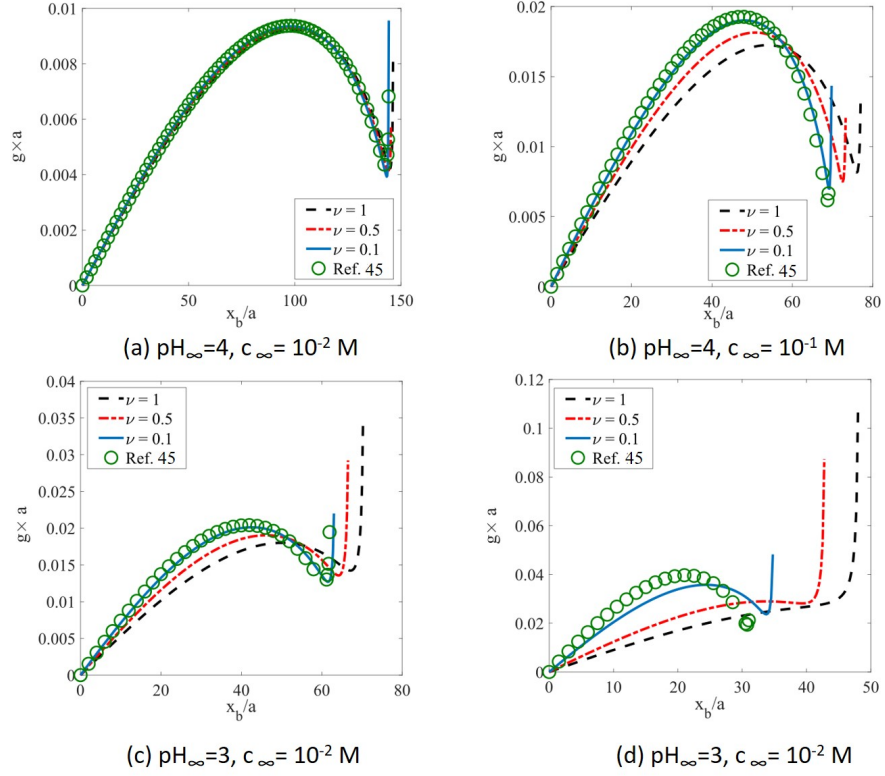 0.01
0.008
0.006
0.004
0.002
0
g×a
0
50
100
150
x_b/a
ν = 1
ν = 0.5
ν = 0.1
Ref. 45
(a) pH∞=4, c ∞= 10⁻² M
0.02
0.015
0.01
0.005
0
g×a
0
20
40
60
80
x_b/a
ν = 1
ν = 0.5
ν = 0.1
Ref. 45
(b) pH∞=4, c ∞= 10⁻¹ M
0.04
0.035
0.03
0.025
0.02
0.015
0.01
0.005
0
g× a
0
20
40
60
80
x_b/a
ν = 1
ν = 0.5
ν = 0.1
Ref. 45
(c) pH∞=3, c ∞= 10⁻² M
0.12
0.1
0.08
0.06
0.04
0.02
0
g× a
0
10
20
30
40
50
x_b/a
ν = 1
ν = 0.5
ν = 0.1
Ref. 45
(d) pH∞=3, c ∞= 10⁻² M